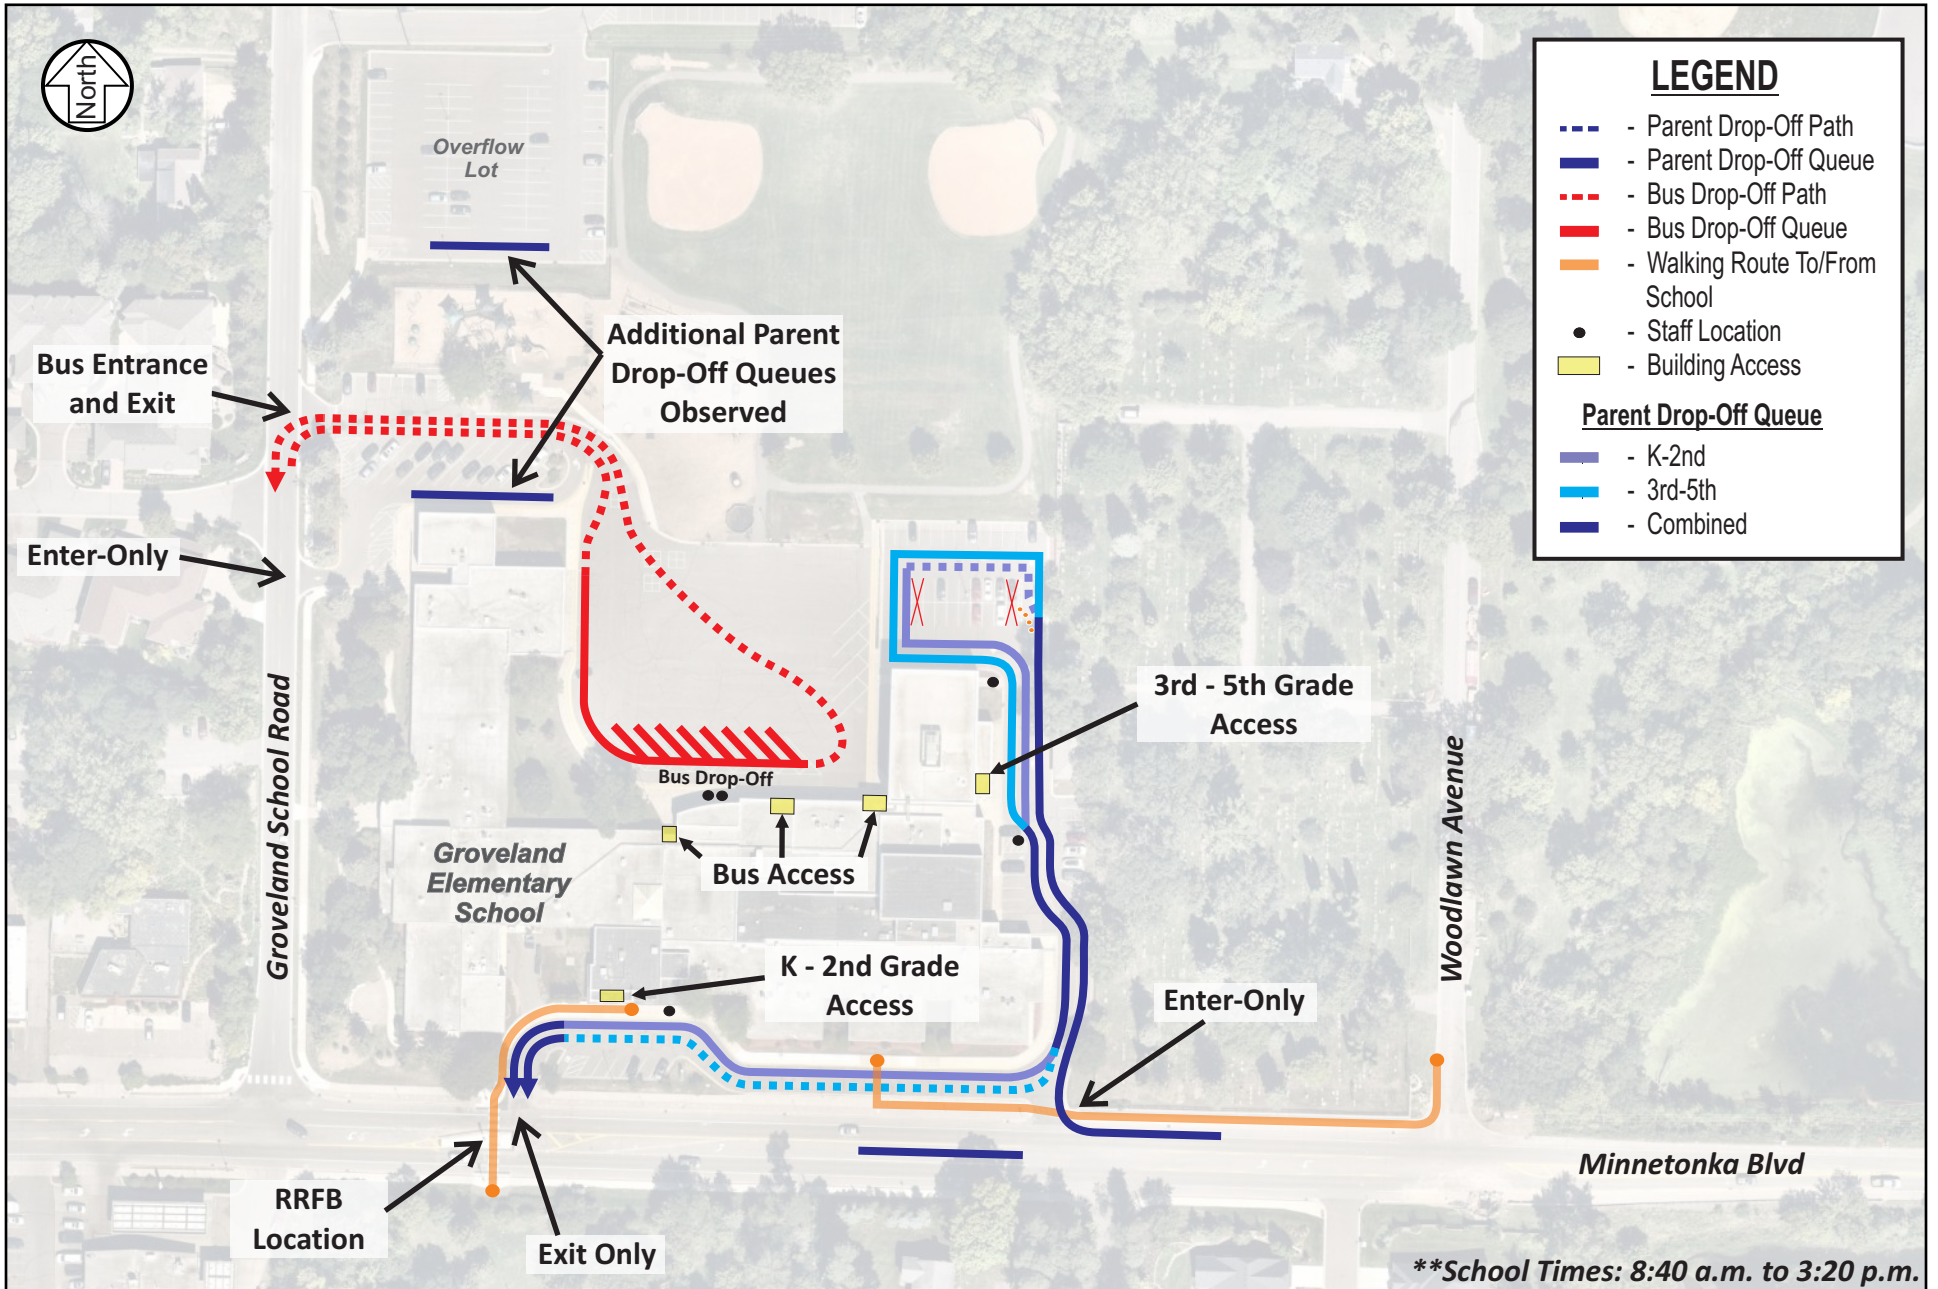 North
LEGEND
- Parent Drop-Off Path
- Parent Drop-Off Queue
- Bus Drop-Off Path
- Bus Drop-Off Queue
- Walking Route To/From
School
- Staff Location
- Building Access
Parent Drop-Off Queue
- K-2nd
- 3rd-5th
- Combined
Overflow
Lot
Additional Parent
Drop-Off Queues
Observed
Bus Entrance
and Exit
Enter-Only
Groveland School Road
3rd - 5th Grade
Access
Bus Drop-Off
Bus Access
Groveland
Elementary
School
Woodlawn Avenue
K - 2nd Grade
Access
Enter-Only
Minnetonka Blvd
RRFB
Location
Exit Only
**School Times: 8:40 a.m. to 3:20 p.m.